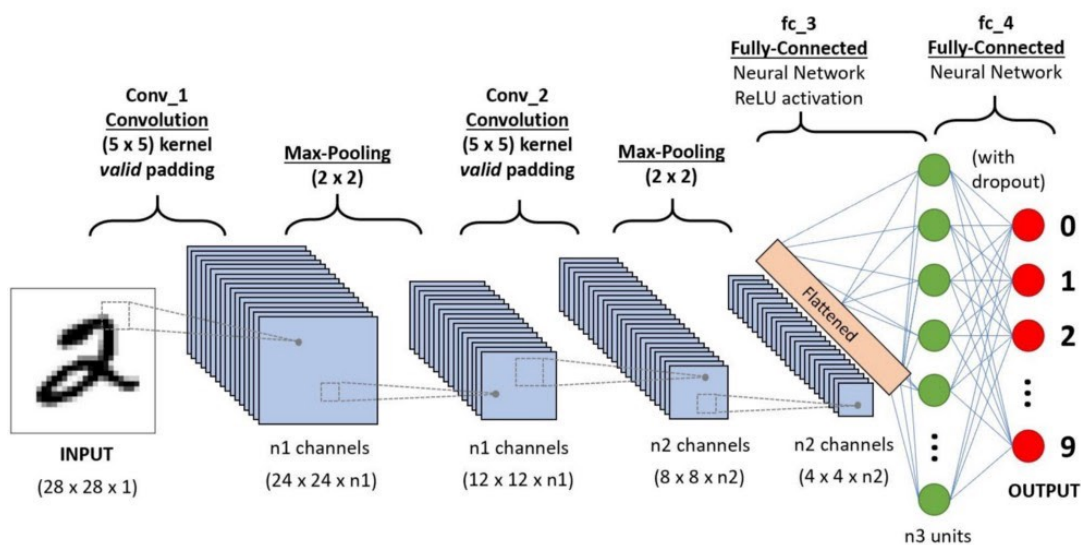 fc_3
Fully-Connected
Neural Network
ReLU activation
fc_4
Fully-Connected
Neural Network
Conv_1
Convolution
(5 x 5) kernel
valid padding
Max-Pooling
(2 x 2)
Conv_2
Convolution
(5 x 5) kernel
valid padding
Max-Pooling
(2 x 2)
(with
dropout)
0
1
2
9
Flattened
2
INPUT
(28 x 28 x 1)
n1 channels
(24 x 24 x n1)
n1 channels
(12 x 12 x n1)
n2 channels
(8 x 8 x n2)
n2 channels
(4 x 4 x n2)
OUTPUT
n3 units